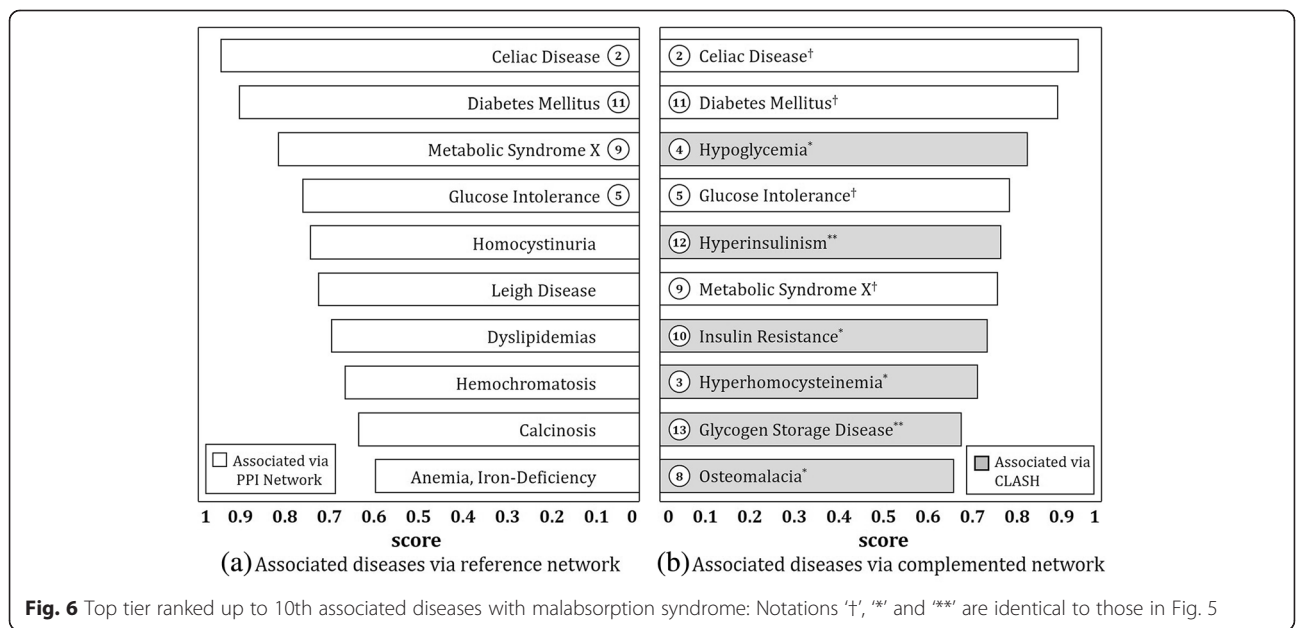 Celiac Disease 2
Diabetes Mellitus 11
Metabolic Syndrome X 9
Glucose Intolerance 5
Homocystinuria
Leigh Disease
Dyslipidemias
Hemochromatosis
Calcinosis
Anemia, Iron-Deficiency
Associated via
PPI Network
1 0.9 0.8 0.7 0.6 0.5 0.4 0.3 0.2 0.1 0
score
(a) Associated diseases via reference network
2 Celiac Disease†
11 Diabetes Mellitus†
4 Hypoglycemia*
5 Glucose Intolerance†
12 Hyperinsulinism**
9 Metabolic Syndrome X†
10 Insulin Resistance*
3 Hyperhomocysteinemia*
13 Glycogen Storage Disease**
8 Osteomalacia*
Associated via
CLASH
0 0.1 0.2 0.3 0.4 0.5 0.6 0.7 0.8 0.9 1
score
(b) Associated diseases via complemented network
Fig. 6 Top tier ranked up to 10th associated diseases with malabsorption syndrome: Notations ‘†’, ‘*’ and ‘**’ are identical to those in Fig. 5